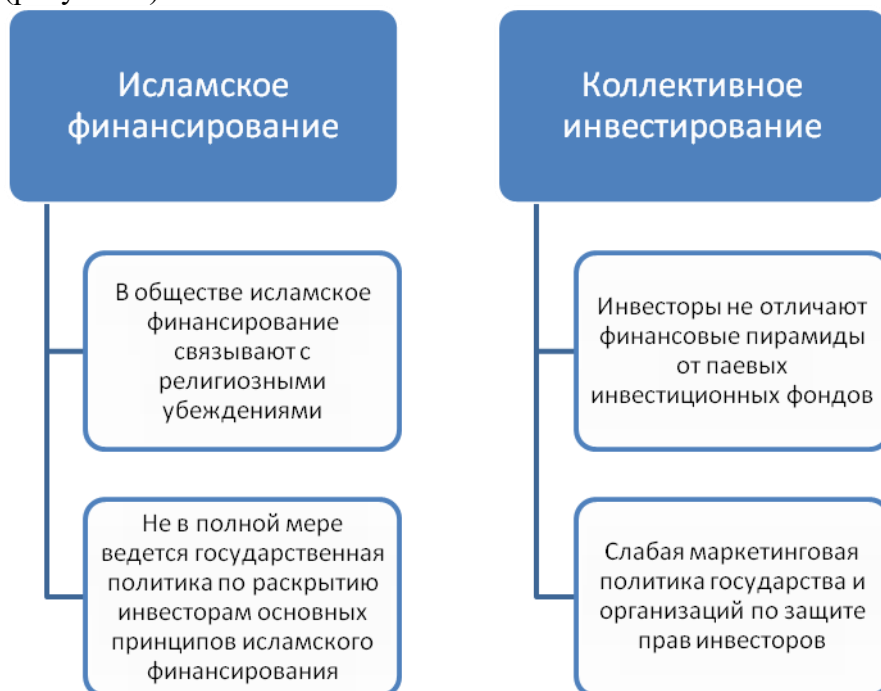 Исламское
финансирование
В обществе исламское
финансирование
связывают с
религиозными
убеждениями
Не в полной мере
ведется государственная
политика по раскрытию
инвесторам основных
принципов исламского
финансирования
Коллективное
инвестирование
Инвесторы не отличают
финансовые пирамиды
от паевых
инвестиционных фондов
Слабая маркетинговая
политика государства и
организаций по защите
прав инвесторов